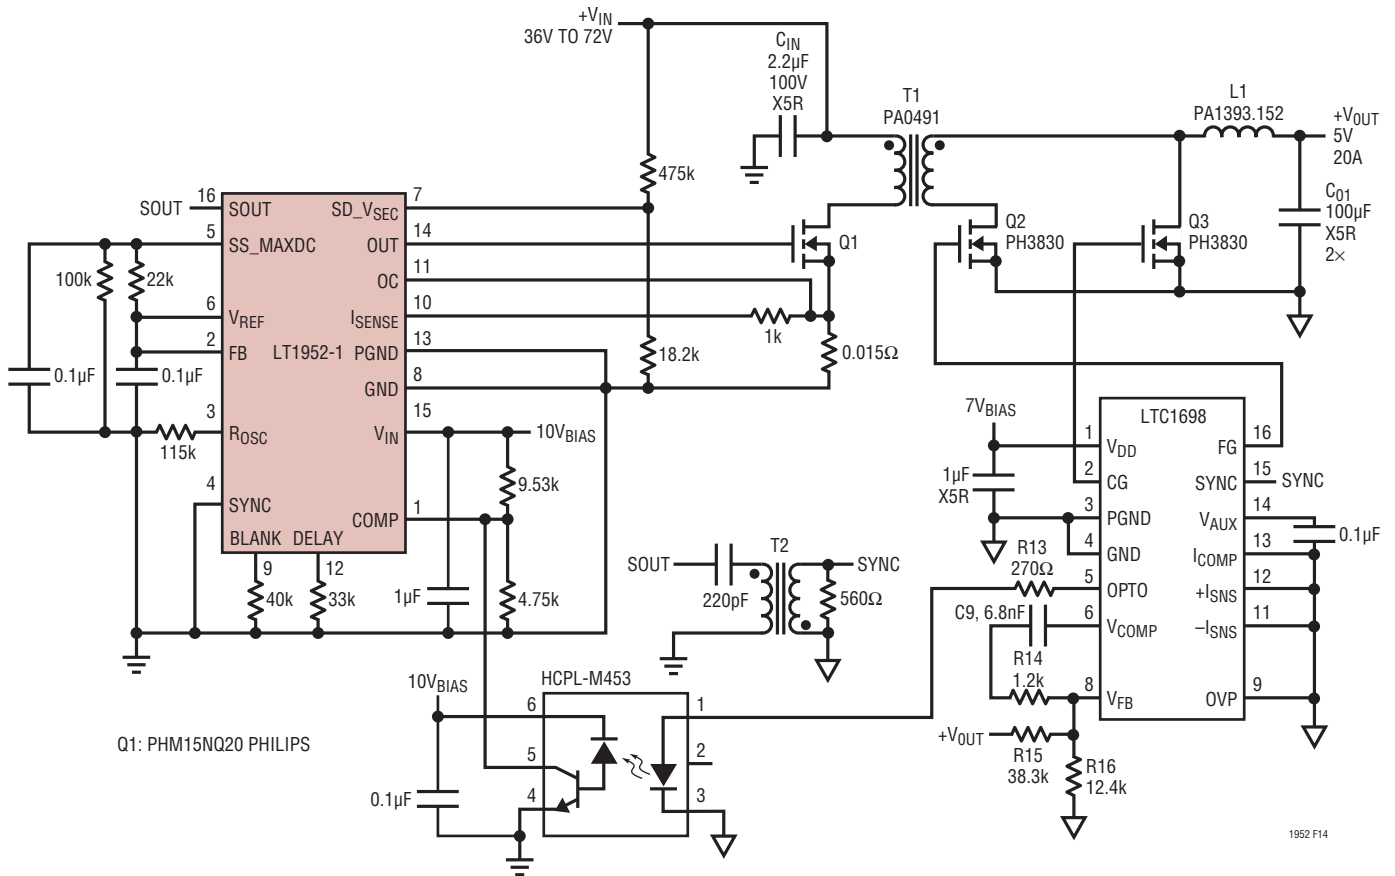 +VIN
36V TO 72V
CIN
2.2µF
100V
X5R
T1
PA0491
L1
PA1393.152
+VOUT
5V
20A
CO1
100µF
X5R
2×
475k
SOUT
16
SOUT
SD_VSEC
7
5
SS_MAXDC
OUT
14
Q1
Q2
PH3830
Q3
PH3830
100k
22k
OC
11
6
VREF
ISENSE
10
1k
2
FB
LT1952-1
PGND
13
18.2k
0.015Ω
0.1µF
0.1µF
GND
8
3
ROSC
115k
VIN
15
10VBIAS
9.53k
4
SYNC
COMP
1
BLANK
DELAY
9
12
40k
33k
1µF
4.75k
7VBIAS
1µF
X5R
LTC1698
1
VDD
FG
16
2
CG
SYNC
15
SYNC
3
PGND
VAUX
14
0.1µF
4
GND
ICOMP
13
R13
270Ω
5
OPTO
+ISNS
12
C9, 6.8nF
6
VCOMP
–ISNS
11
R14
1.2k
8
VFB
OVP
9
+VOUT
R15
38.3k
R16
12.4k
SOUT
220pF
T2
SYNC
560Ω
HCPL-M453
10VBIAS
6
5
4
1
2
3
0.1µF
Q1: PHM15NQ20 PHILIPS
1952 F14